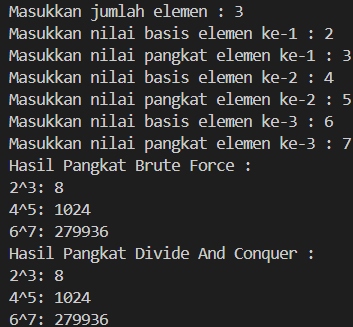 Masukkan jumlah elemen : 3
Masukkan nilai basis elemen ke-1 : 2
Masukkan nilai pangkat elemen ke-1 : 3
Masukkan nilai basis elemen ke-2 : 4
Masukkan nilai pangkat elemen ke-2 : 5
Masukkan nilai basis elemen ke-3 : 6
Masukkan nilai pangkat elemen ke-3 : 7
Hasil Pangkat Brute Force :
2^3: 8
4^5: 1024
6^7: 279936
Hasil Pangkat Divide And Conquer :
2^3: 8
4^5: 1024
6^7: 279936